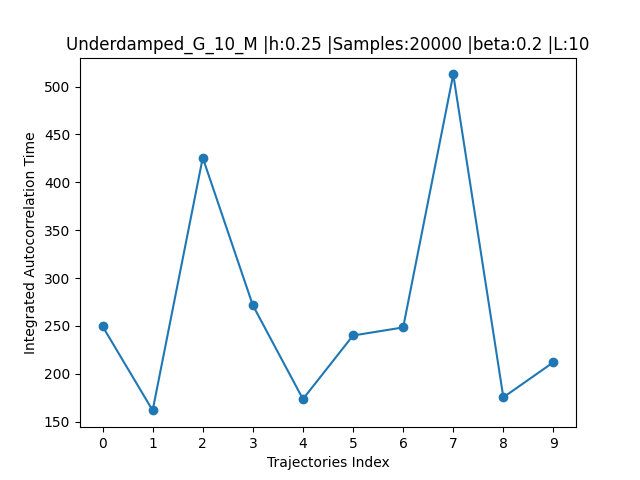 Underdamped_G_10_M |h:0.25 |Samples:20000 |beta:0.2 |L:10
Integrated Autocorrelation Time
500
450
400
350
300
250
200
150
0 1 2 3 4 5 6 7 8 9
Trajectories Index